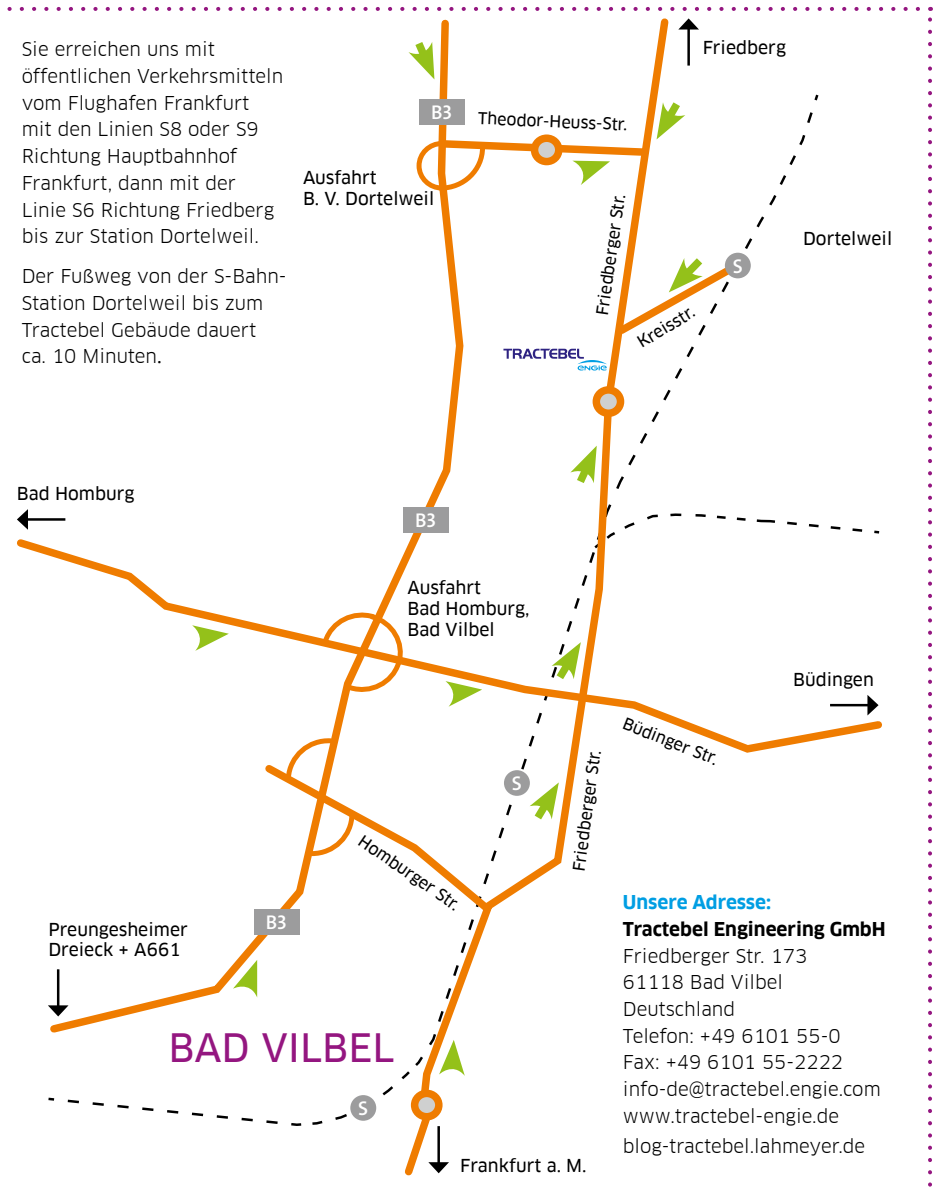 Sie erreichen uns mit
öffentlichen Verkehrsmitteln
vom Flughafen Frankfurt
mit den Linien S8 oder S9
Richtung Hauptbahnhof
Frankfurt, dann mit der
Linie S6 Richtung Friedberg
bis zur Station Dortelweil.
Der Fußweg von der S-Bahn-
Station Dortelweil bis zum
Tractebel Gebäude dauert
ca. 10 Minuten.
Friedberg
B3
Theodor-Heuss-Str.
Ausfahrt
B. V. Dortelweil
Friedberger Str.
Dortelweil
S
Kreisstr.
TRACTEBEL
ENGIE
Bad Homburg
B3
Ausfahrt
Bad Homburg,
Bad Vilbel
Büdingen
Büdinger Str.
S
Friedberger Str.
Homburger Str.
B3
Preungesheimer
Dreieck + A661
BAD VILBEL
S
Frankfurt a. M.
Unsere Adresse:
Tractebel Engineering GmbH
Friedberger Str. 173
61118 Bad Vilbel
Deutschland
Telefon: +49 6101 55-0
Fax: +49 6101 55-2222
info-de@tractebel.engie.com
www.tractebel-engie.de
blog-tractebel.lahmeyer.de